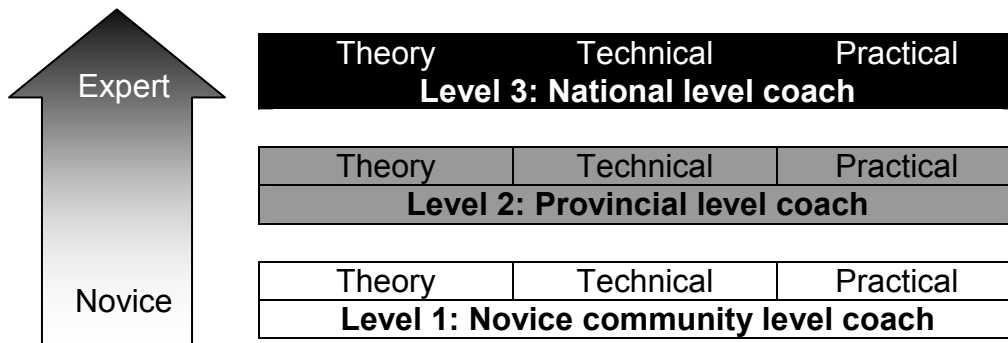 Expert
Theory Technical Practical
Level 3: National level coach
Theory Technical Practical
Level 2: Provincial level coach
Novice
Theory Technical Practical
Level 1: Novice community level coach